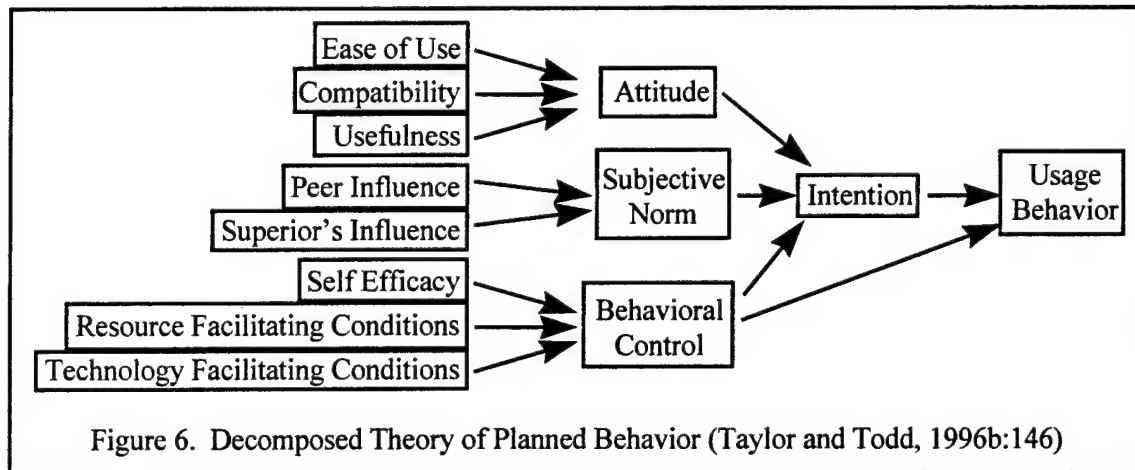 Ease of Use
Compatibility
Usefulness
Peer Influence
Superior's Influence
Self Efficacy
Resource Facilitating Conditions
Technology Facilitating Conditions
Attitude
Subjective
Norm
Behavioral
Control
Intention
Usage
Behavior
Figure 6. Decomposed Theory of Planned Behavior (Taylor and Todd, 1996b:146)